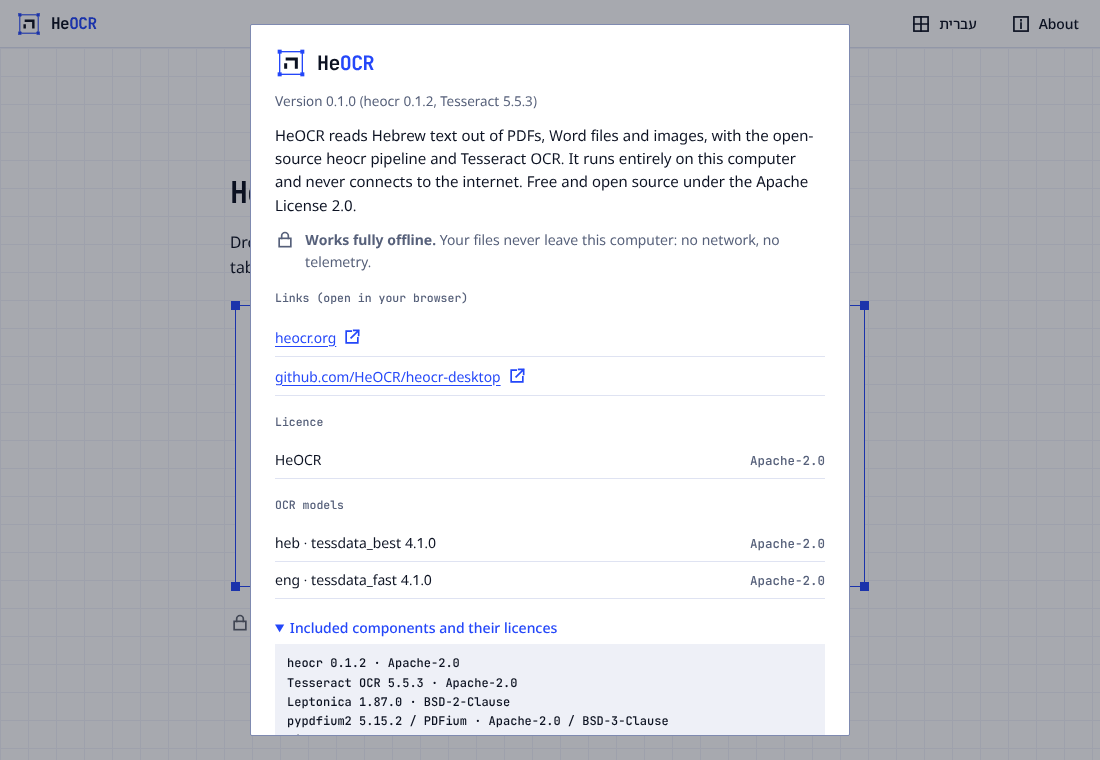 HeOCR
עברית
About
HeOCR
Version 0.1.0 (heocr 0.1.2, Tesseract 5.5.3)
HeOCR reads Hebrew text out of PDFs, Word files and images, with the open-
source heocr pipeline and Tesseract OCR. It runs entirely on this computer
and never connects to the internet. Free and open source under the Apache
License 2.0.
Works fully offline. Your files never leave this computer: no network, no
telemetry.
Links (open in your browser)
heocr.org
github.com/HeOCR/heocr-desktop
Licence
HeOCR Apache-2.0
OCR models
heb · tessdata_best 4.1.0 Apache-2.0
eng · tessdata_fast 4.1.0 Apache-2.0
▼ Included components and their licences
heocr 0.1.2 · Apache-2.0
Tesseract OCR 5.5.3 · Apache-2.0
Leptonica 1.87.0 · BSD-2-Clause
pypdfium2 5.15.2 / PDFium · Apache-2.0 / BSD-3-Clause